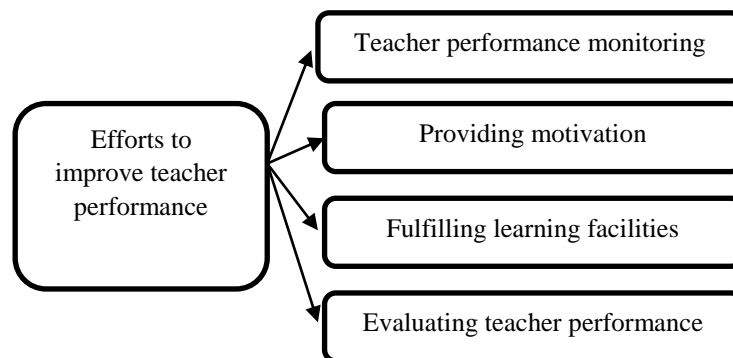 Teacher performance monitoring
Efforts to
improve teacher
performance
Providing motivation
Fulfilling learning facilities
Evaluating teacher performance